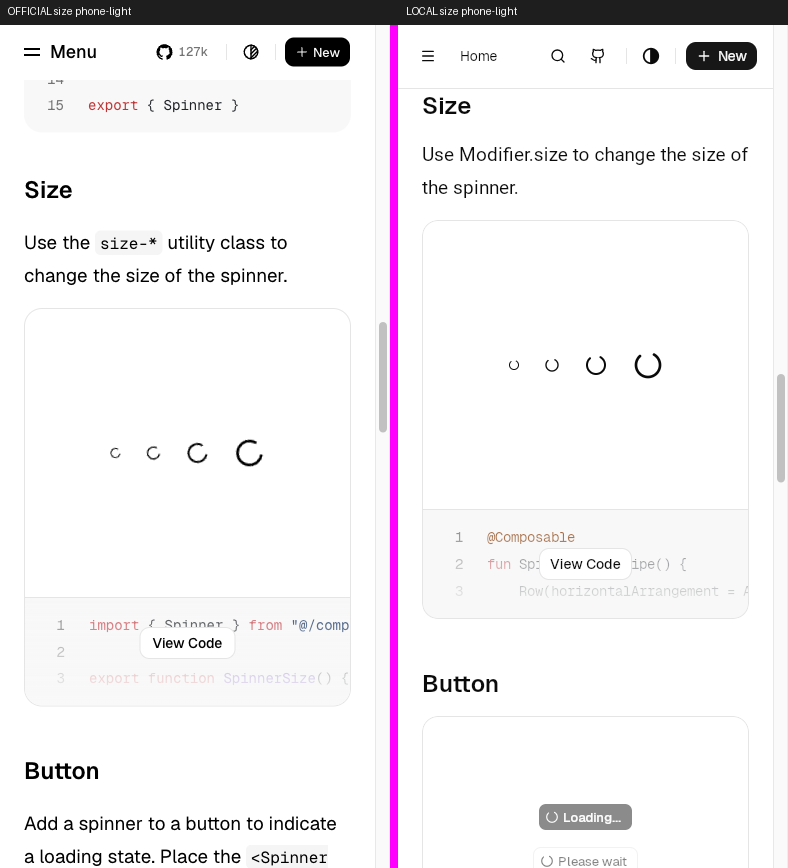 OFFICIAL size phone-light
Menu
127k
New
14
15 export { Spinner }
Size
Use the size-* utility class to
change the size of the spinner.
1 import { Spinner } from "@/comp
2
3 export function SpinnerSize() {
View Code
Button
Add a spinner to a button to indicate
a loading state. Place the <Spinner
LOCAL size phone-light
Home
New
Size
Use Modifier.size to change the size of
the spinner.
1 @Composable
2 fun Spi ipe() {
3 Row(horizontalArrangement = A
View Code
Button
Loading...
Please wait